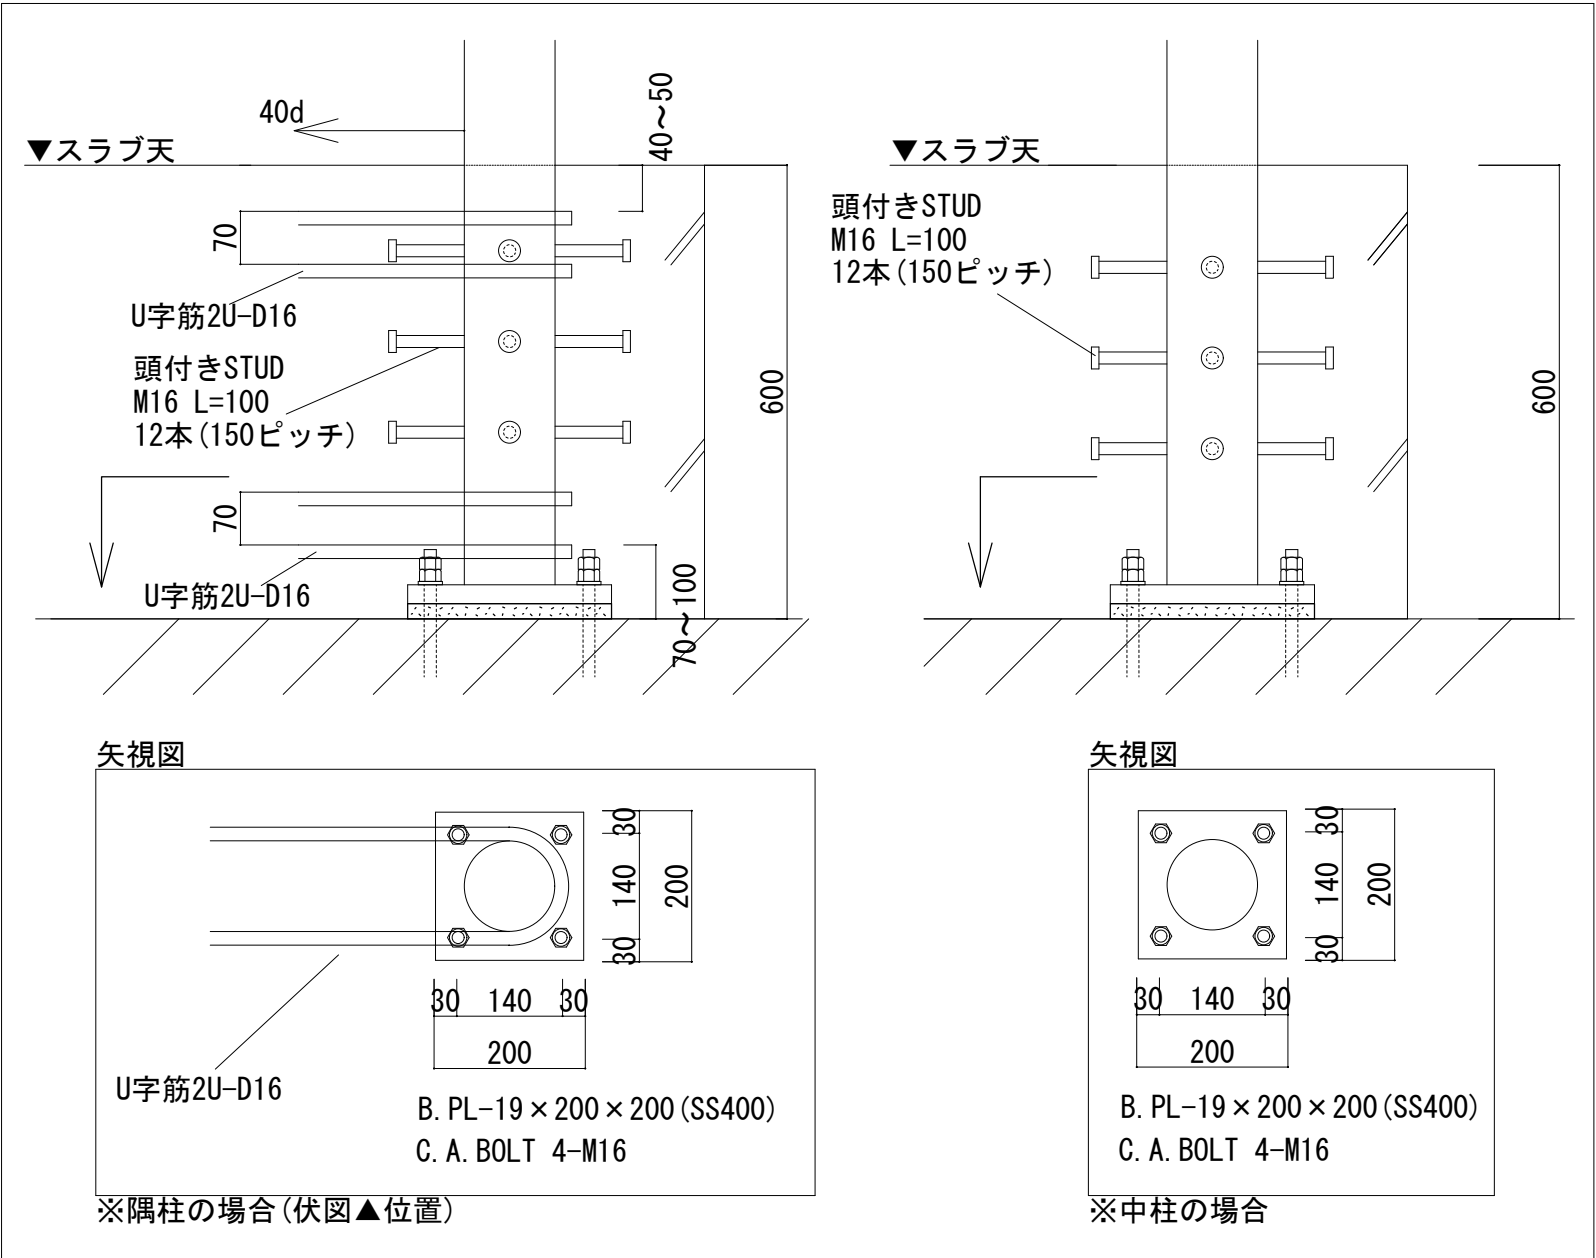 40d
40～50
▼スラブ天
70
U字筋2U-D16
頭付きSTUD
M16 L=100
12本(150ピッチ)
600
70
U字筋2U-D16
70～100
▼スラブ天
頭付きSTUD
M16 L=100
12本(150ピッチ)
600
矢視図
30
140
200
30
30 140 30
200
U字筋2U-D16
B.PL-19×200×200(SS400)
C.A.BOLT 4-M16
※隅柱の場合(伏図▲位置)
矢視図
30
140
200
30
30 140 30
200
B.PL-19×200×200(SS400)
C.A.BOLT 4-M16
※中柱の場合